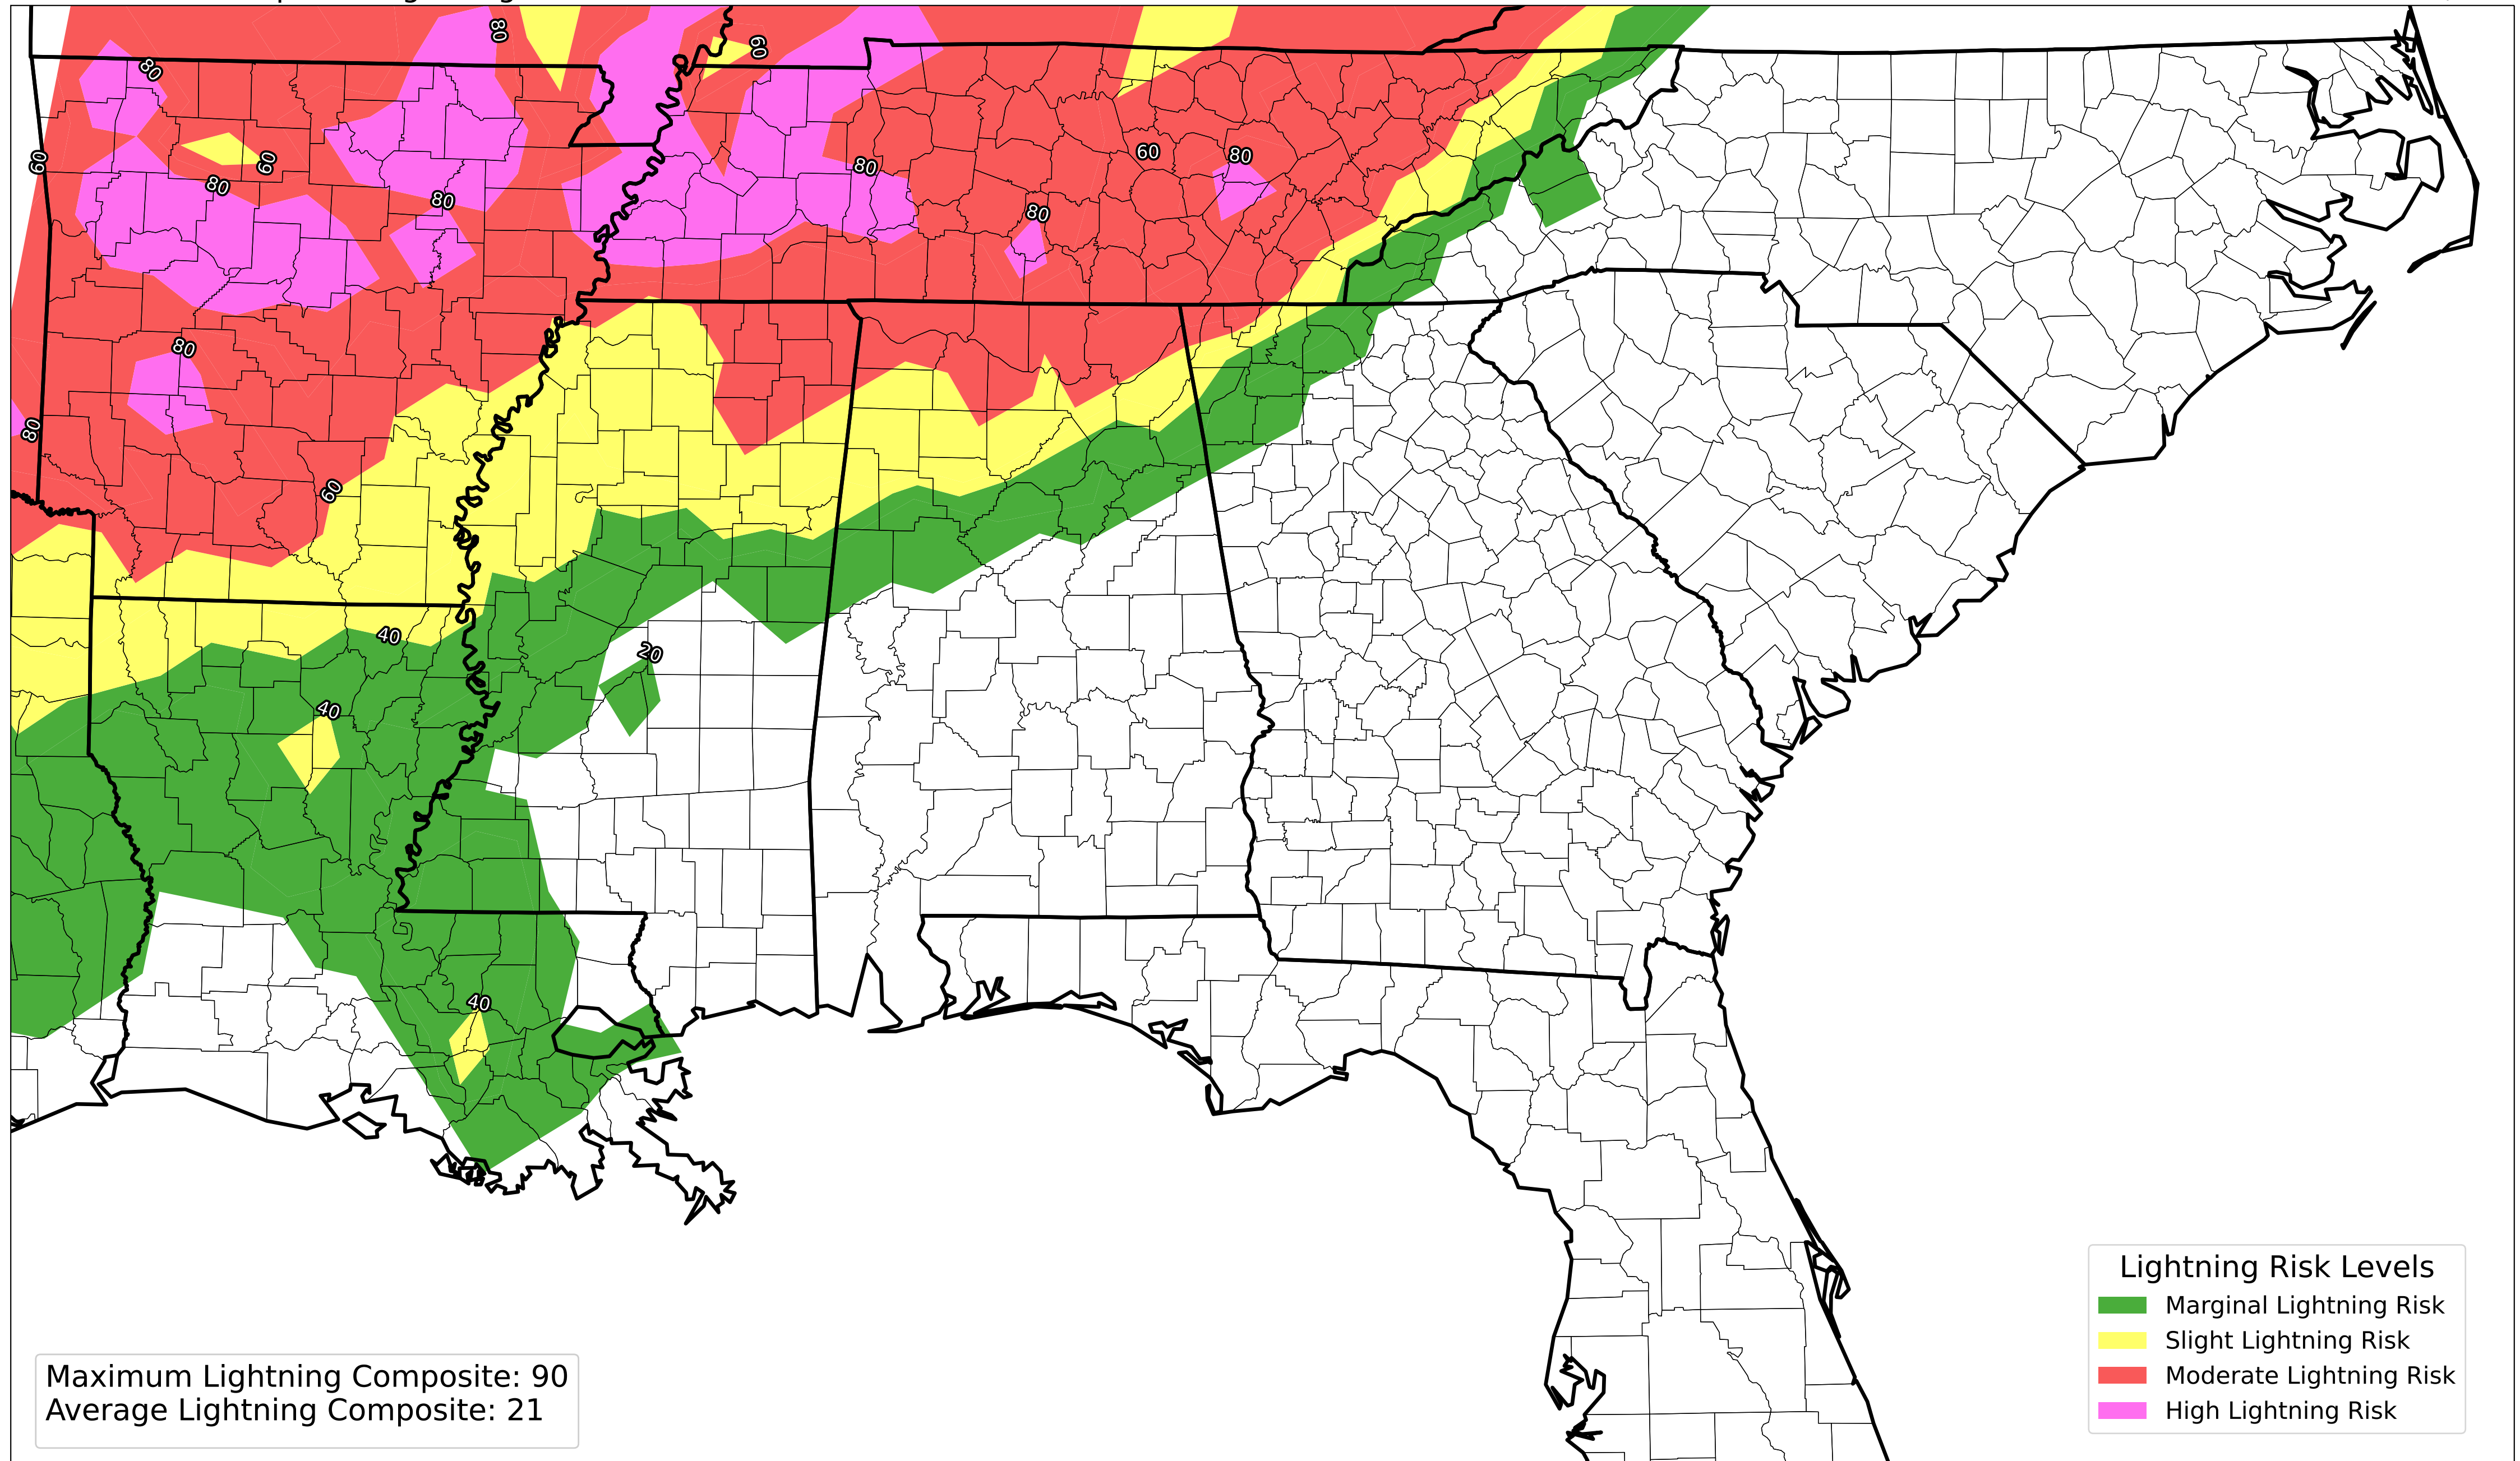 80
60
80
60
60
80
80
80
60
80
80
80
80
60
40
20
40
40
Lightning Risk Levels
Marginal Lightning Risk
Slight Lightning Risk
Moderate Lightning Risk
High Lightning Risk
Maximum Lightning Composite: 90
Average Lightning Composite: 21